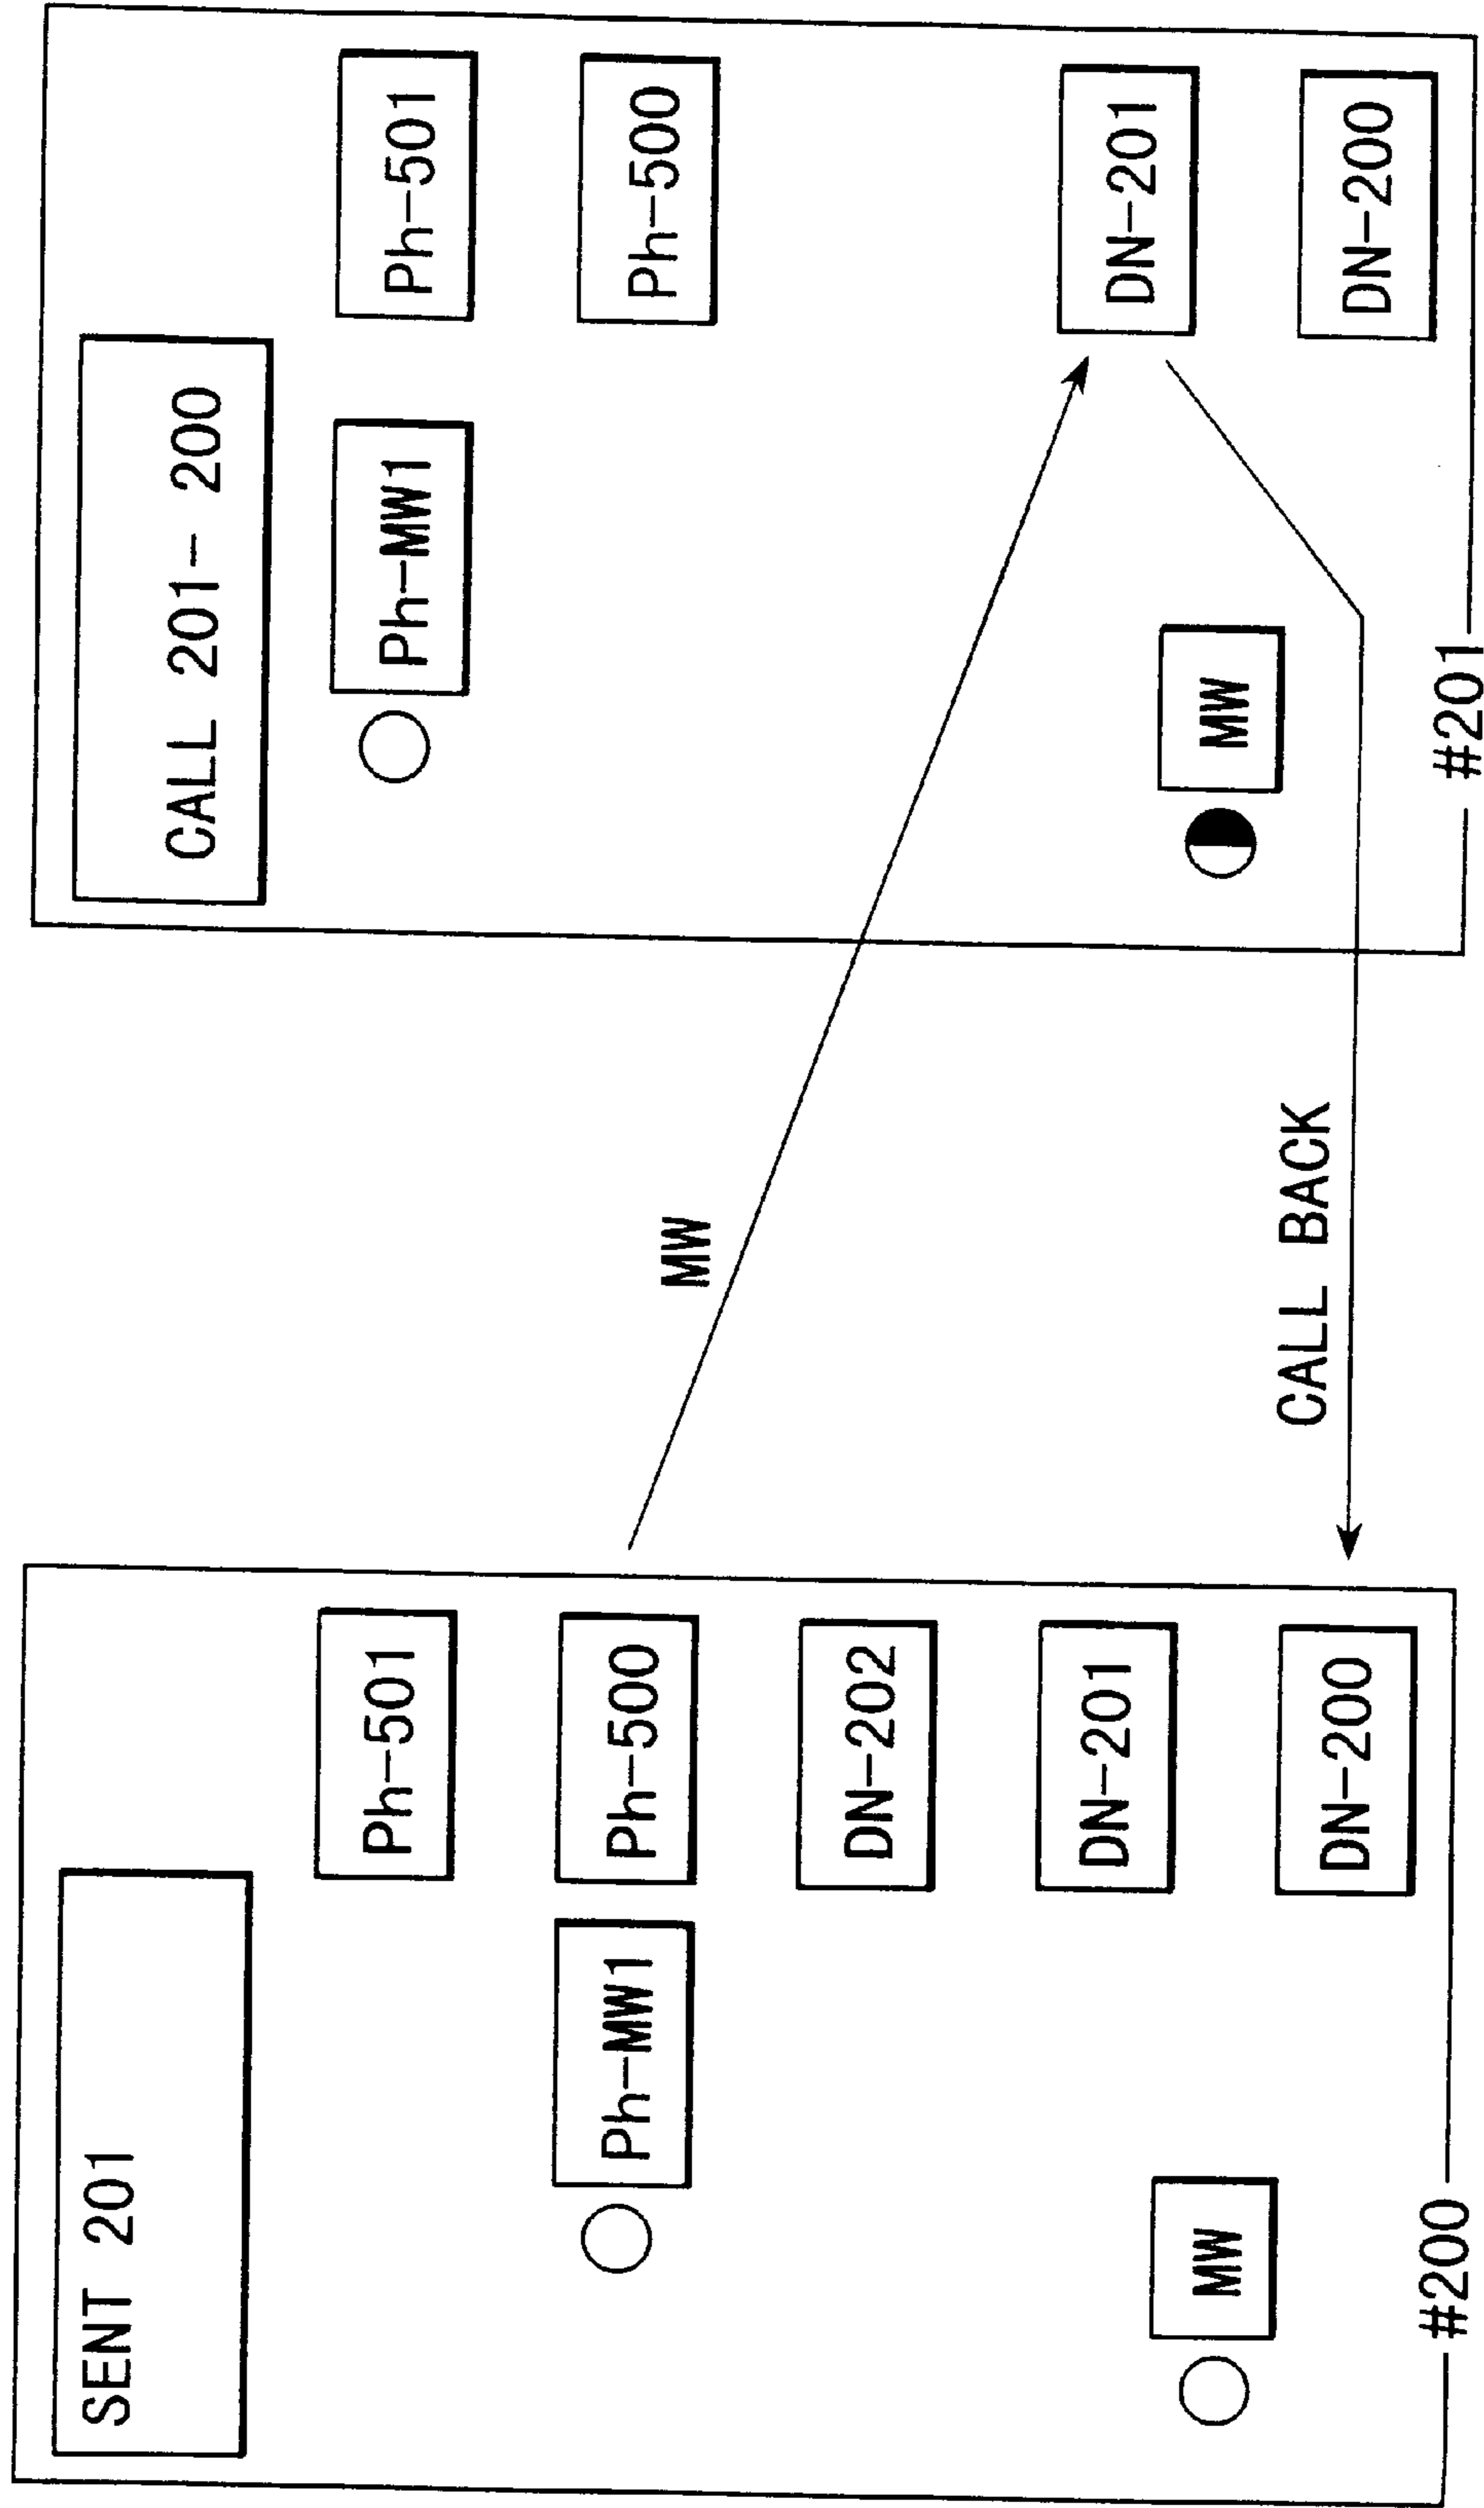 SENT 201
Ph-501
Ph-MW1
Ph-500
DN-202
DN-201
MW
DN-200
#200
MW
CALL BACK
CALL 201- 200
Ph-MW1
Ph-501
Ph-500
DN-201
MW
DN-200
#201